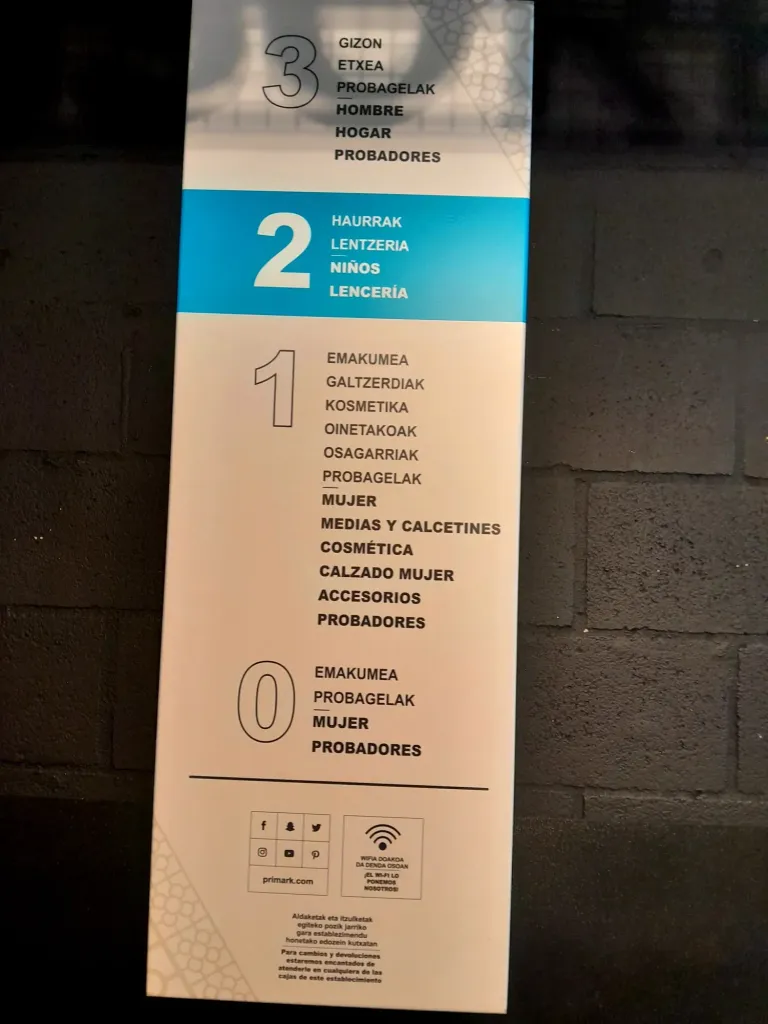 3
GIZON
ETXEA
PROBAGELAK
HOMBRE
HOGAR
PROBADORES
2
HAURRAK
LENTZERIA
NIÑOS
LENCERÍA
1
EMAKUMEA
GALTZERDIAK
KOSMETIKA
OINETAKOAK
OSAGARRIAK
PROBAGELAK
MUJER
MEDIAS Y CALCETINES
COSMÉTICA
CALZADO MUJER
ACCESORIOS
PROBADORES
0
EMAKUMEA
PROBAGELAK
MUJER
PROBADORES
primark.com
WIFIA DOAKOA
DA DENDA OSOAN
¡EL WI-FI LO
PONEMOS
NOSOTROS!
Aldaketak eta itzulketak
egiteko pozik jarriko
gara establezimendu
honetako edozein kutxatan
Para cambios y devoluciones
estaremos encantados de
atenderle en cualquiera de las
cajas de este establecimiento